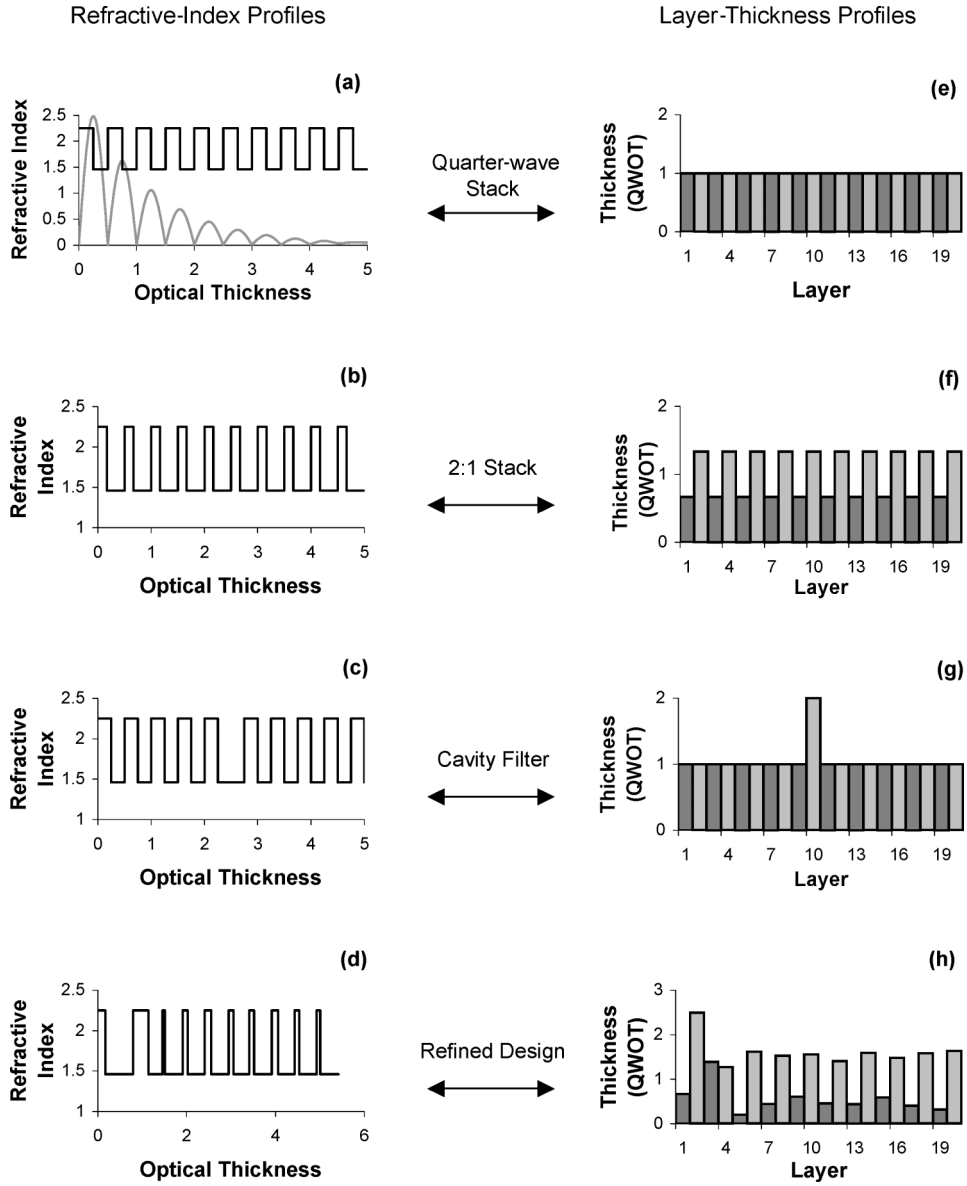 Refractive-Index Profiles
Layer-Thickness Profiles
(a)
Refractive Index
2.5
2
1.5
1
0.5
0
0 1 2 3 4 5
Optical Thickness
Quarter-wave
Stack
(e)
Thickness
(QWOT)
2
1
0
1 4 7 10 13 16 19
Layer
(b)
Refractive
Index
2.5
2
1.5
1
0 1 2 3 4 5
Optical Thickness
2:1 Stack
(f)
Thickness
(QWOT)
2
1
0
1 4 7 10 13 16 19
Layer
(c)
Refractive
Index
2.5
2
1.5
1
0 1 2 3 4 5
Optical Thickness
Cavity Filter
(g)
Thickness
(QWOT)
2
1
0
1 4 7 10 13 16 19
Layer
(d)
Refractive
Index
2.5
2
1.5
1
0 2 4 6
Optical Thickness
Refined Design
(h)
Thickness
(QWOT)
3
2
1
0
1 4 7 10 13 16 19
Layer